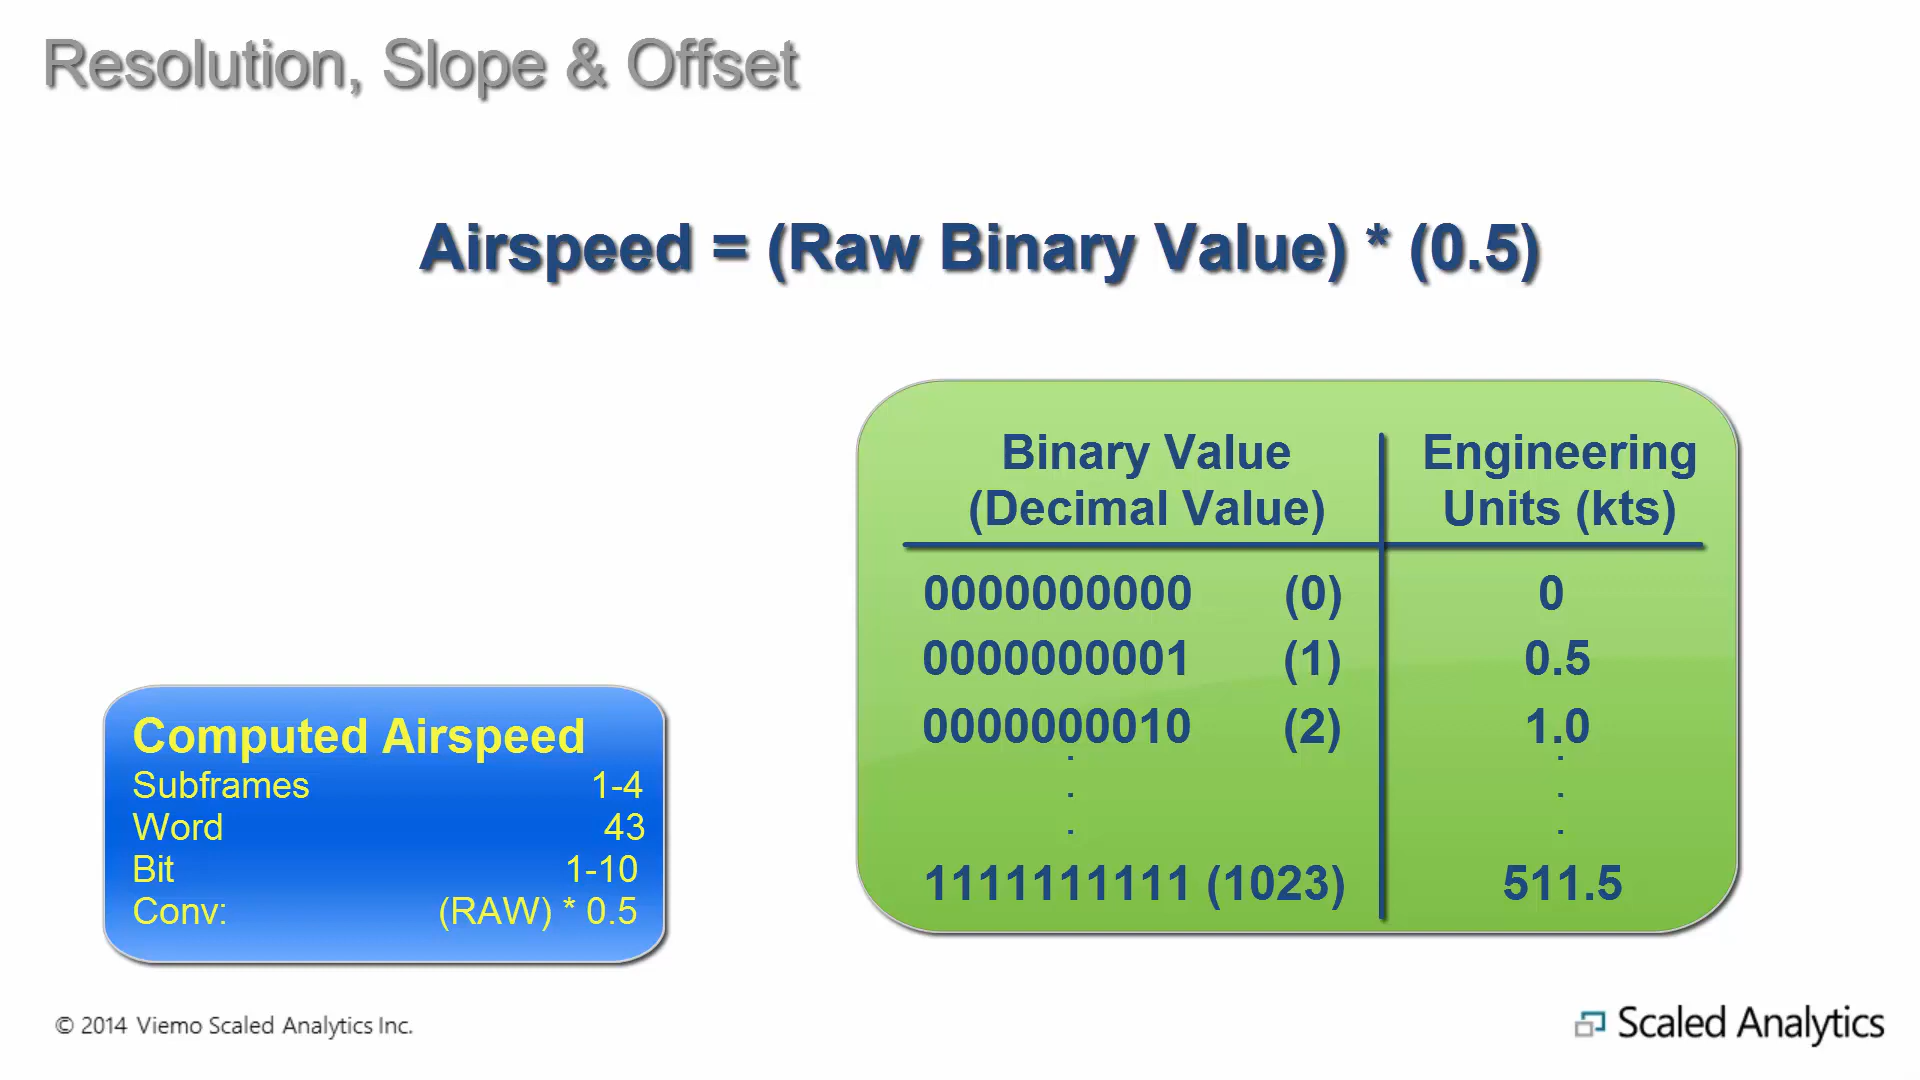 Resolution, Slope & Offset
Airspeed = (Raw Binary Value) * (0.5)
Binary Value
(Decimal Value)
Engineering
Units (kts)
0000000000 (0) 0
0000000001 (1) 0.5
0000000010 (2) 1.0
. .
. .
. .
1111111111 (1023) 511.5
Computed Airspeed
Subframes 1-4
Word 43
Bit 1-10
Conv: (RAW) * 0.5
© 2014 Viemo Scaled Analytics Inc.
Scaled Analytics